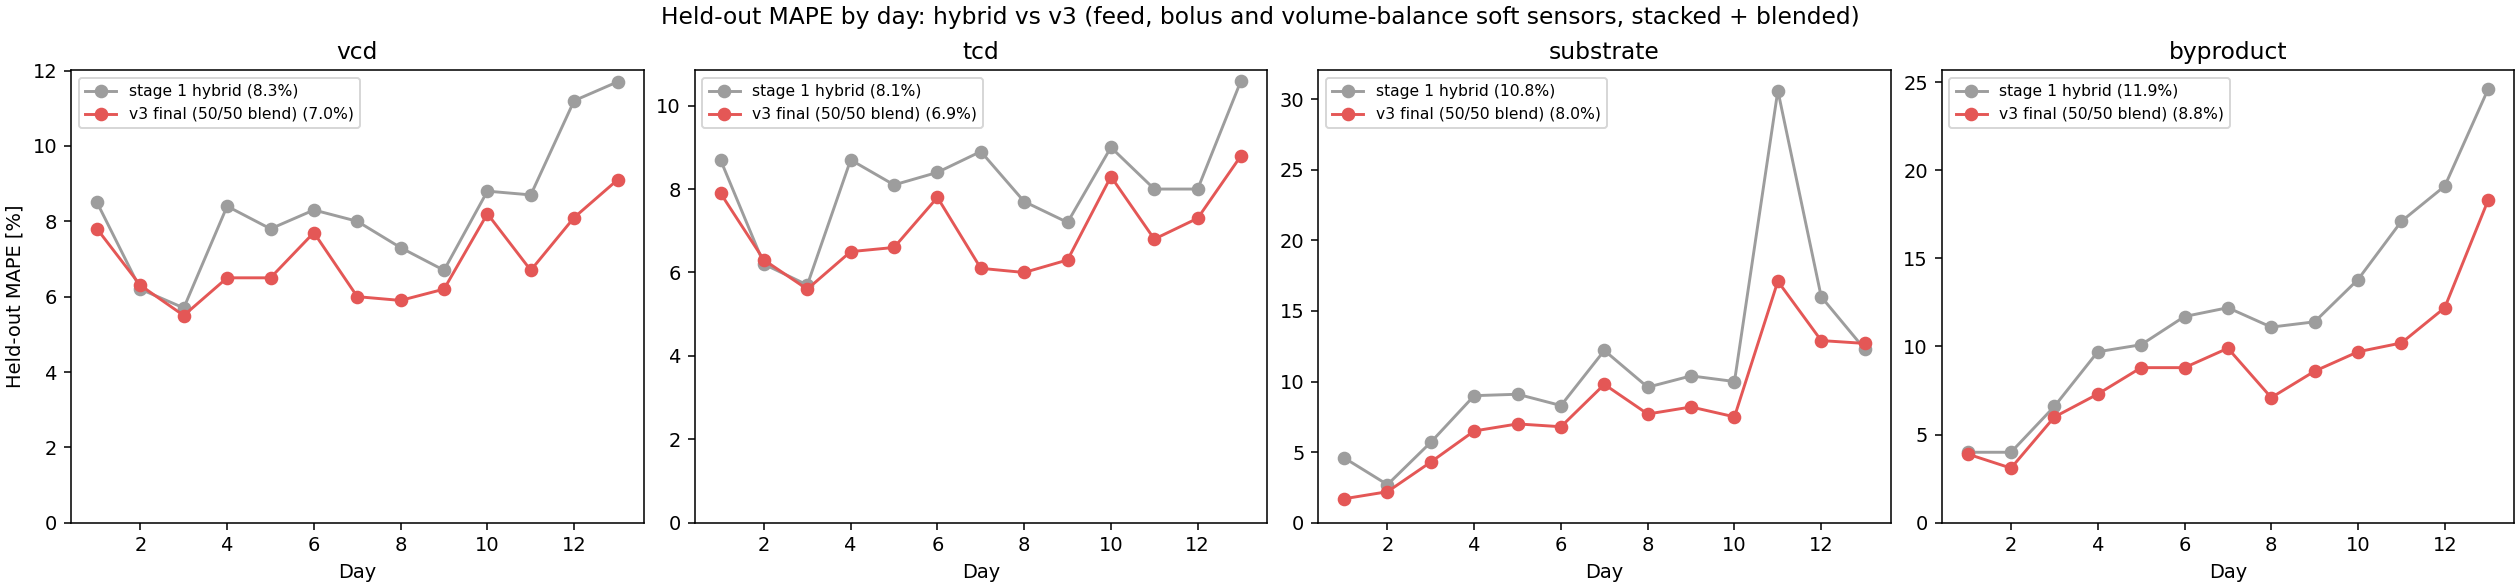 Held-out MAPE by day: hybrid vs v3 (feed, bolus and volume-balance soft sensors, stacked + blended)
vcd
stage 1 hybrid (8.3%)
v3 final (50/50 blend) (7.0%)
Held-out MAPE [%]
12
10
8
6
4
2
0
2 4 6 8 10 12
Day
tcd
stage 1 hybrid (8.1%)
v3 final (50/50 blend) (6.9%)
10
8
6
4
2
0
2 4 6 8 10 12
Day
substrate
stage 1 hybrid (10.8%)
v3 final (50/50 blend) (8.0%)
30
25
20
15
10
5
0
2 4 6 8 10 12
Day
byproduct
stage 1 hybrid (11.9%)
v3 final (50/50 blend) (8.8%)
25
20
15
10
5
0
2 4 6 8 10 12
Day